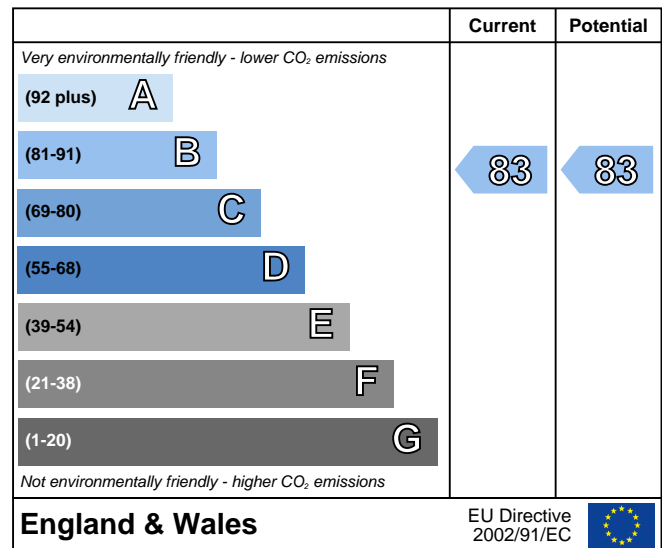 Current Potential
Very environmentally friendly - lower CO₂ emissions
(92 plus) A
(81-91) B 83 83
(69-80) C
(55-68) D
(39-54) E
(21-38) F
(1-20) G
Not environmentally friendly - higher CO₂ emissions
England & Wales
EU Directive
2002/91/EC